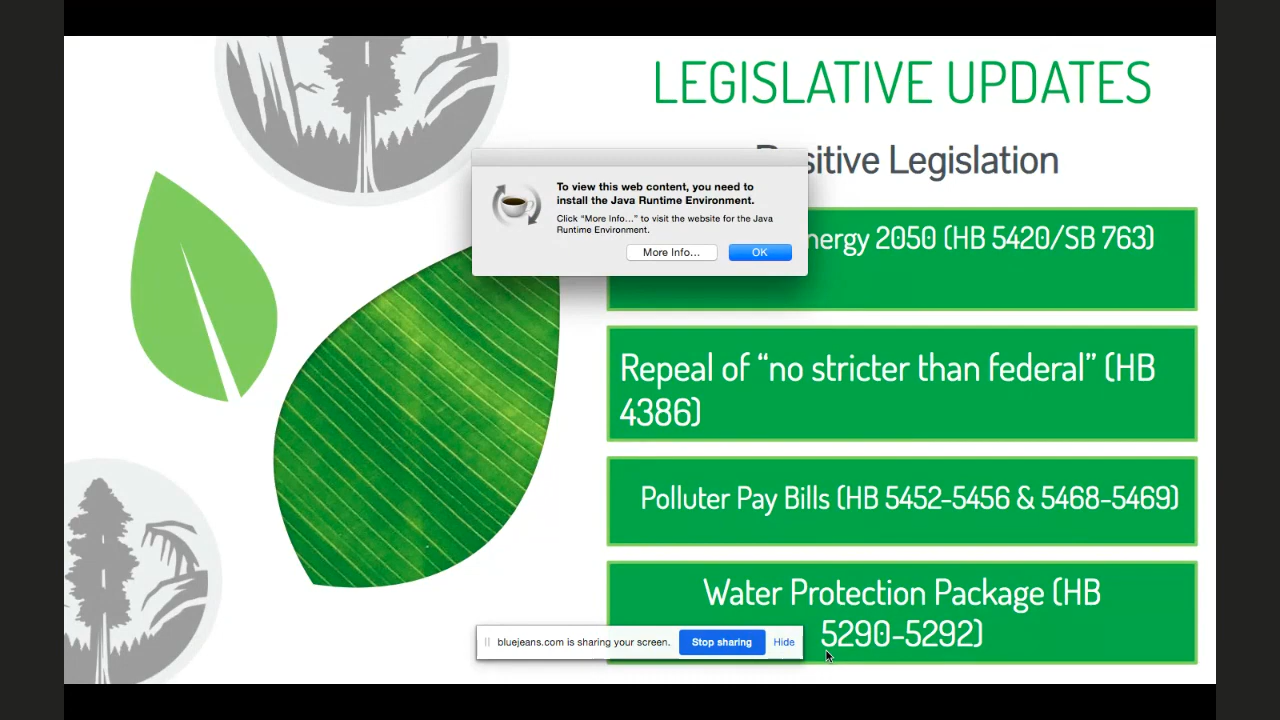 LEGISLATIVE UPDATES
Positive Legislation
To view this web content, you need to
install the Java Runtime Environment.
Click “More Info…” to visit the website for the Java
Runtime Environment.
More Info… OK
nergy 2050 (HB 5420/SB 763)
Repeal of “no stricter than federal” (HB
4386)
Polluter Pay Bills (HB 5452-5456 & 5468-5469)
Water Protection Package (HB
5290-5292)
bluejeans.com is sharing your screen. Stop sharing Hide